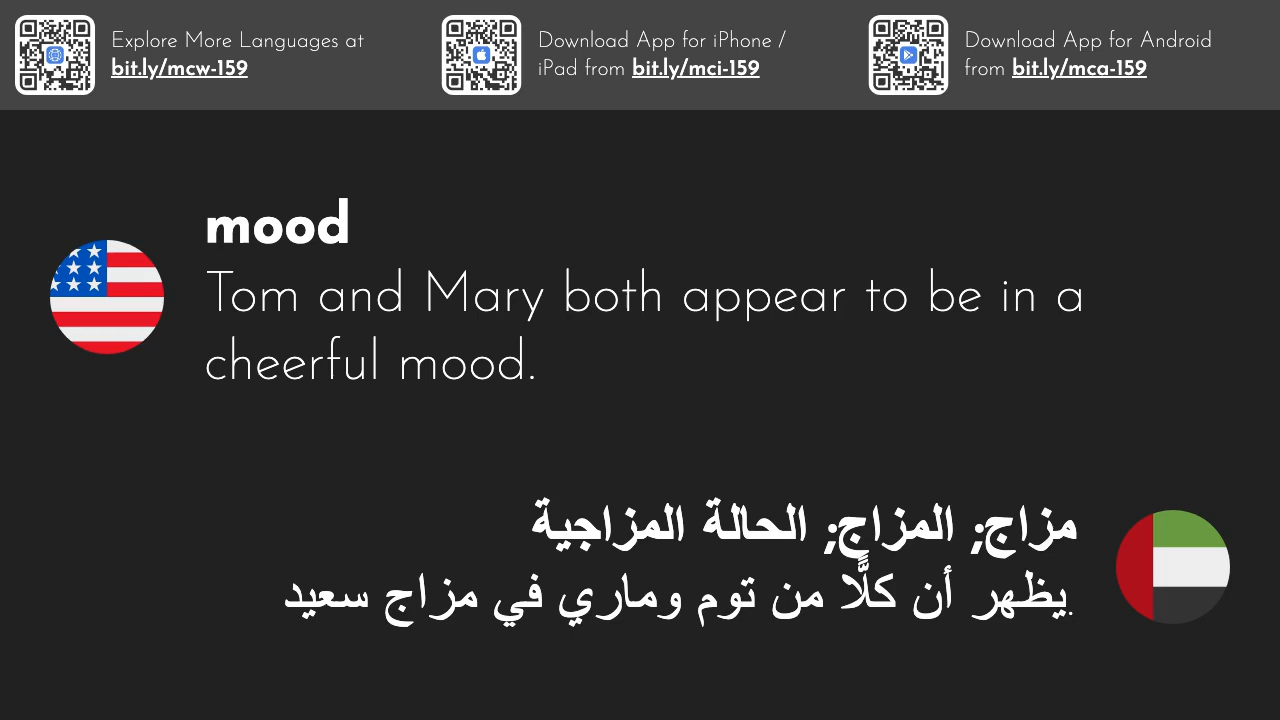 Explore More Languages at
bit.ly/mcw-159
Download App for iPhone /
iPad from bit.ly/mci-159
Download App for Android
from bit.ly/mca-159
mood
Tom and Mary both appear to be in a
cheerful mood.
مزاج; المزاج; الحالة المزاجية
يظهر أن كلًّا من توم وماري في مزاج سعيد.